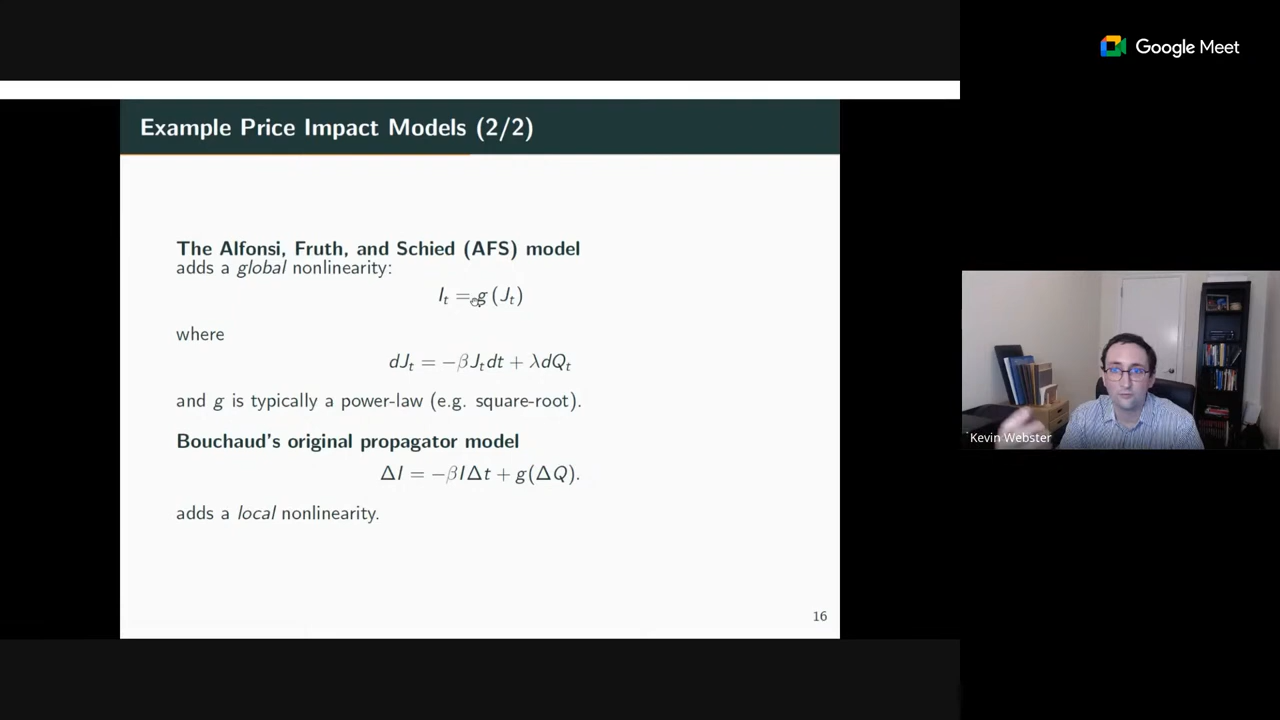 Google Meet
Example Price Impact Models (2/2)
The Alfonsi, Fruth, and Schied (AFS) model
adds a global nonlinearity:
I_t = g (J_t)
where
dJ_t = −βJ_t dt + λdQ_t
and g is typically a power-law (e.g. square-root).
Bouchaud's original propagator model
ΔI = −βIΔt + g(ΔQ).
adds a local nonlinearity.
16
Kevin Webster